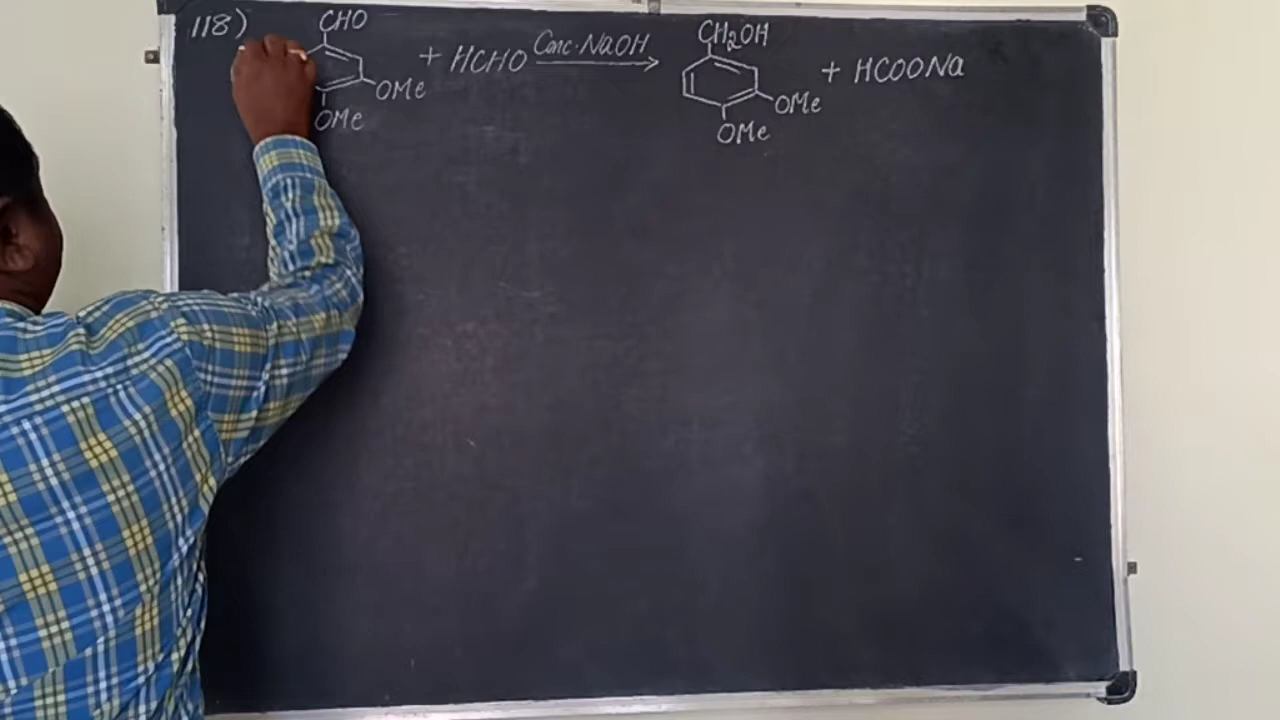 118)
CHO
OMe
OMe
+ HCHO
Conc·NaOH
CH₂OH
OMe
OMe
+ HCOONa